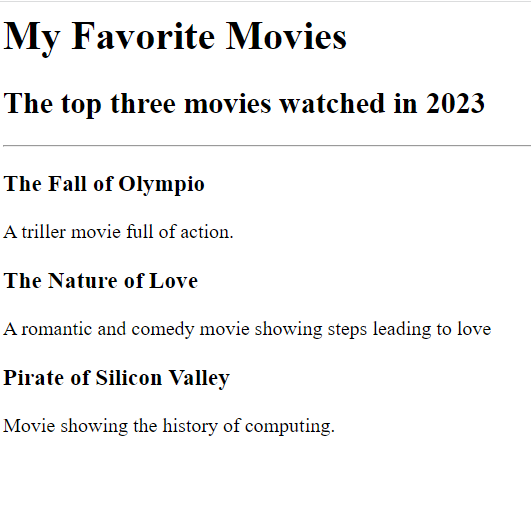 My Favorite Movies
The top three movies watched in 2023
The Fall of Olympio
A triller movie full of action.
The Nature of Love
A romantic and comedy movie showing steps leading to love
Pirate of Silicon Valley
Movie showing the history of computing.